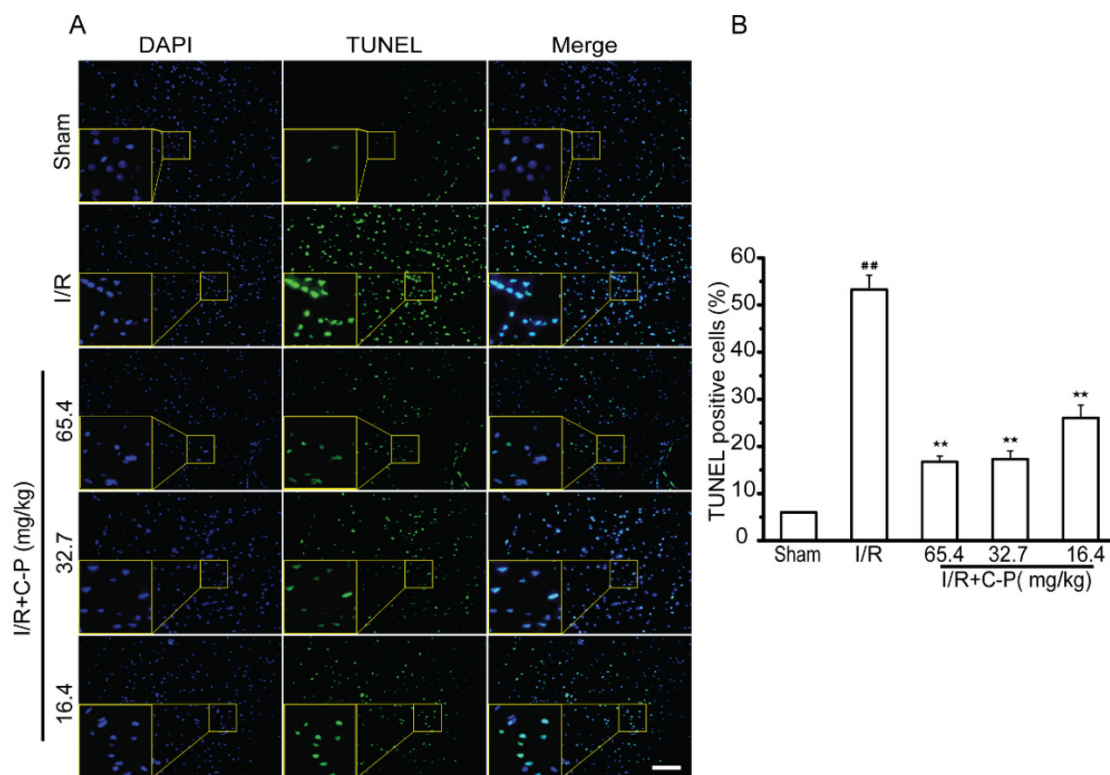 A
DAPI TUNEL Merge
Sham
I/R
65.4
32.7
16.4
I/R+C-P (mg/kg)
B
TUNEL positive cells (%)
60
50
40
30
20
10
0
##
★★
★★
★★
Sham I/R 65.4 32.7 16.4
I/R+C-P( mg/kg)